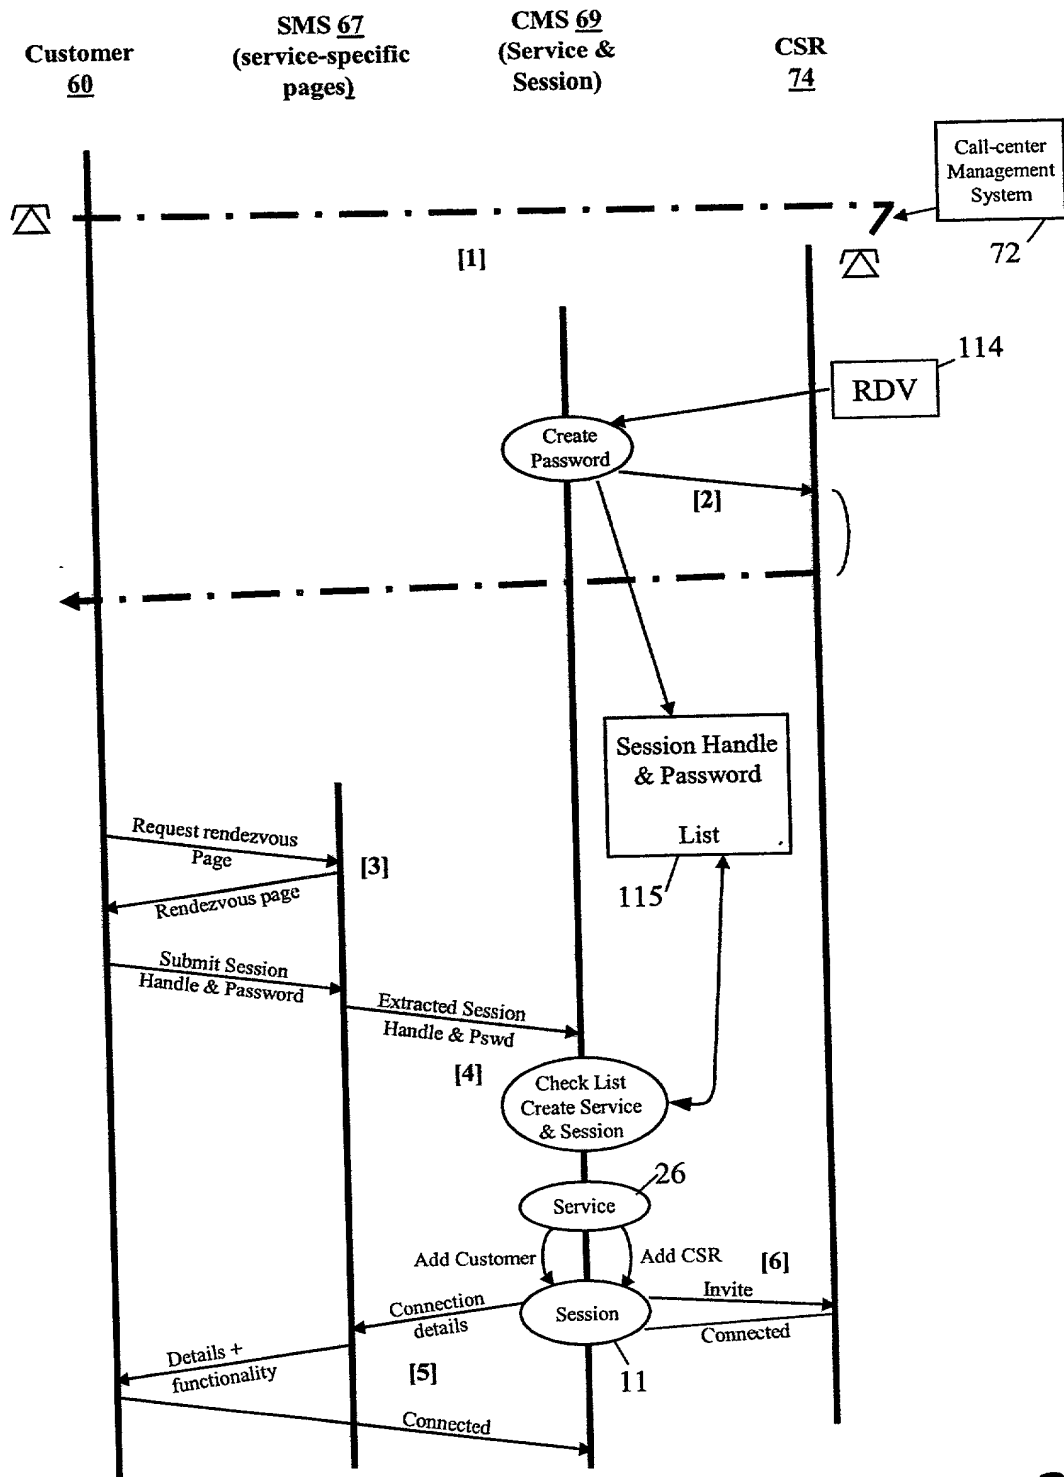 Customer
60
SMS 67
(service-specific
pages)
CMS 69
(Service &
Session)
CSR
74
Call-center
Management
System
72
[1]
114
RDV
Create
Password
[2]
Session Handle
& Password
List
115
Request rendezvous
Page
[3]
Rendezvous page
Submit Session
Handle & Password
Extracted Session
Handle & Pswd
[4]
Check List
Create Service
& Session
26
Service
Add Customer
Add CSR
[6]
Invite
Connection
details
Session
Connected
11
Details +
functionality
[5]
Connected